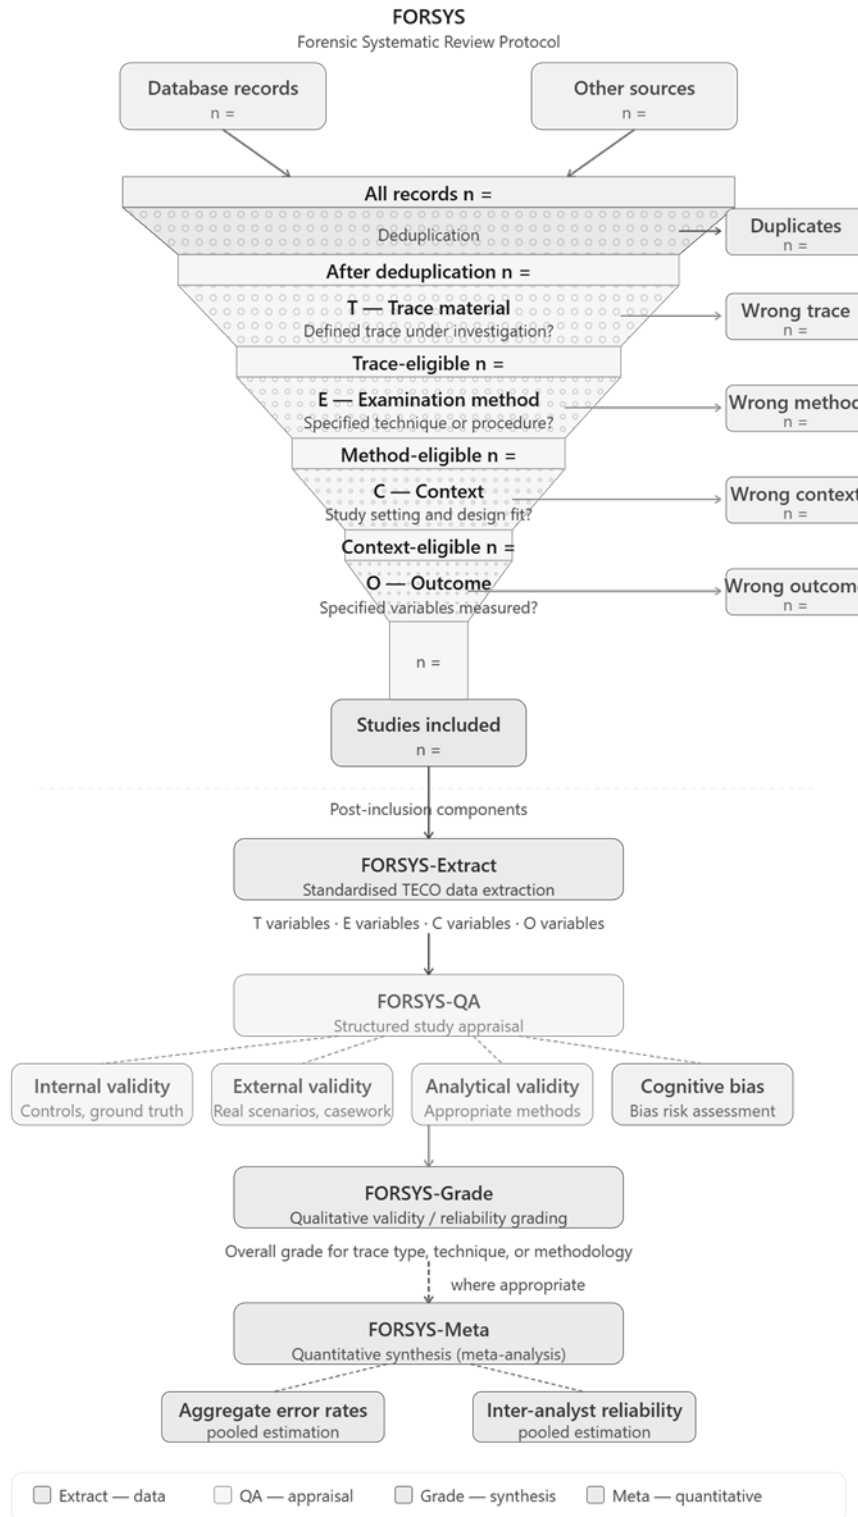 FORSYS
Forensic Systematic Review Protocol
Database records
n =
Other sources
n =
All records n =
Deduplication
Duplicates
n =
After deduplication n =
T — Trace material
Defined trace under investigation?
Wrong trace
n =
Trace-eligible n =
E — Examination method
Specified technique or procedure?
Wrong method
n =
Method-eligible n =
C — Context
Study setting and design fit?
Wrong context
n =
Context-eligible n =
O — Outcome
Specified variables measured?
Wrong outcome
n =
n =
Studies included
n =
Post-inclusion components
FORSYS-Extract
Standardised TECO data extraction
T variables · E variables · C variables · O variables
FORSYS-QA
Structured study appraisal
Internal validity
Controls, ground truth
External validity
Real scenarios, casework
Analytical validity
Appropriate methods
Cognitive bias
Bias risk assessment
FORSYS-Grade
Qualitative validity / reliability grading
Overall grade for trace type, technique, or methodology
where appropriate
FORSYS-Meta
Quantitative synthesis (meta-analysis)
Aggregate error rates
pooled estimation
Inter-analyst reliability
pooled estimation
Extract — data
QA — appraisal
Grade — synthesis
Meta — quantitative